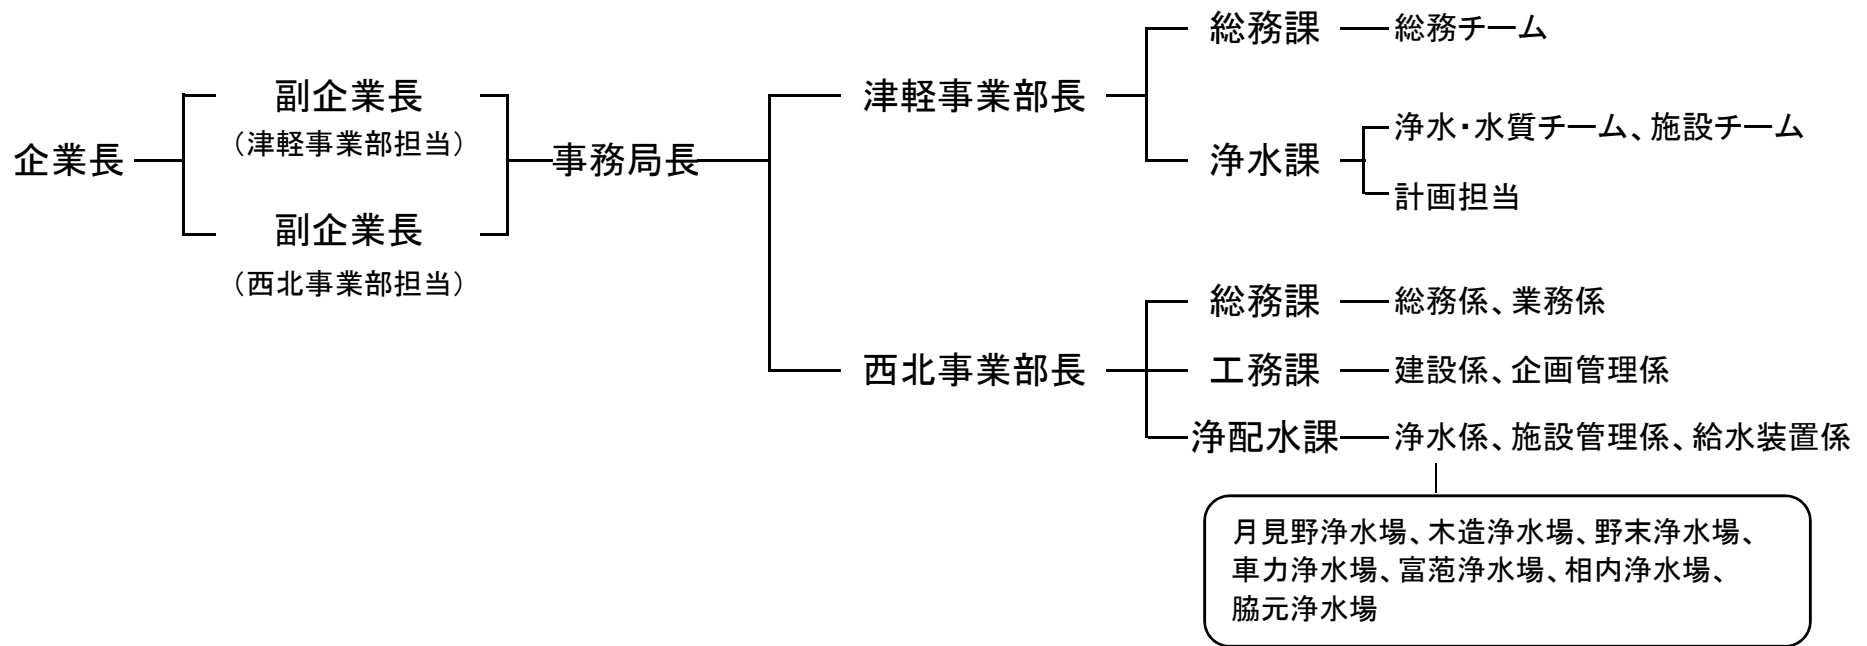 企業長
副企業長
（津軽事業部担当）
副企業長
（西北事業部担当）
事務局長
津軽事業部長
総務課
総務チーム
浄水課
浄水・水質チーム、施設チーム
計画担当
西北事業部長
総務課
総務係、業務係
工務課
建設係、企画管理係
浄配水課
浄水係、施設管理係、給水装置係
月見野浄水場、木造浄水場、野末浄水場、
車力浄水場、富萢浄水場、相内浄水場、
脇元浄水場